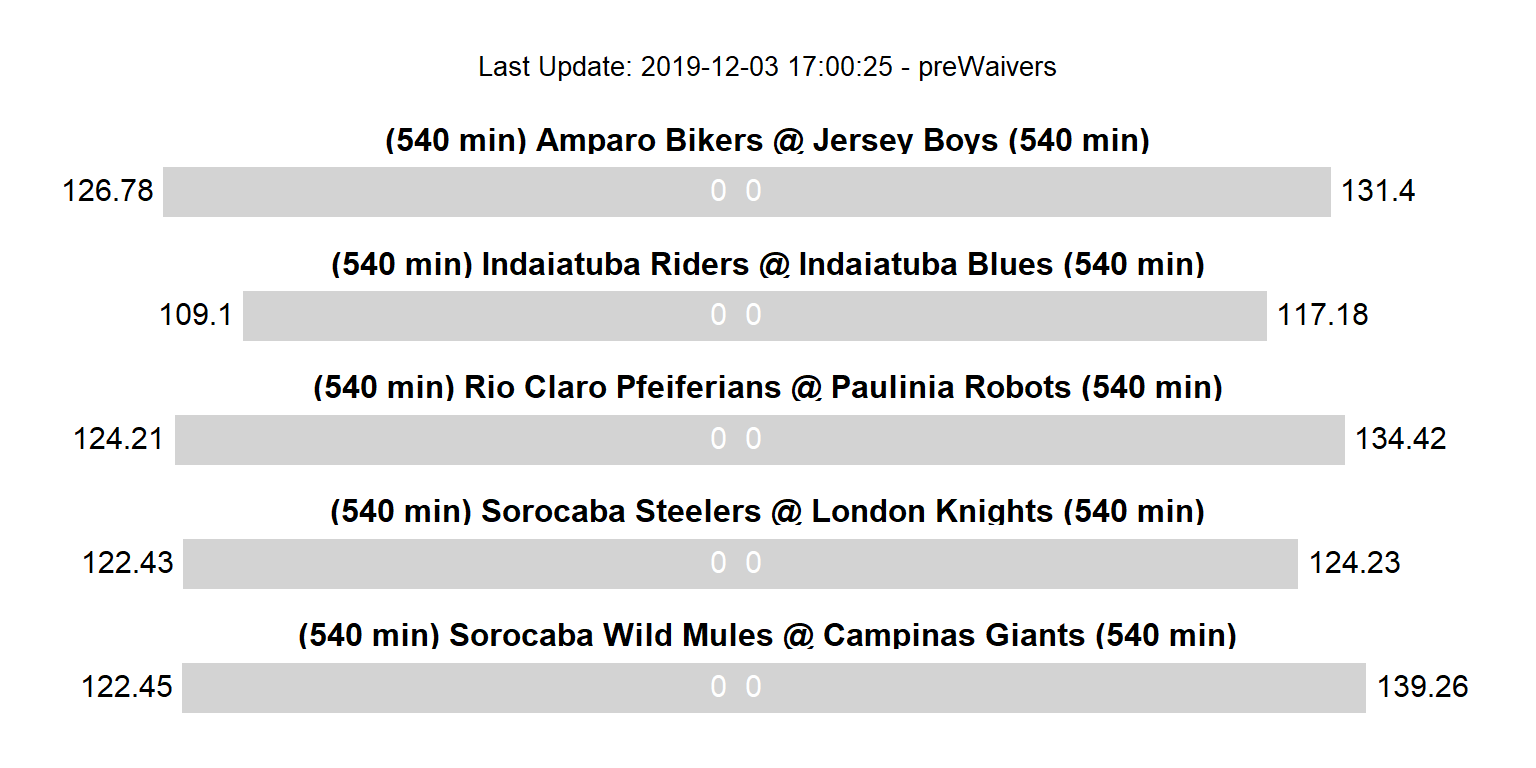 Last Update: 2019-12-03 17:00:25 - preWaivers
(540 min) Amparo Bikers @ Jersey Boys (540 min)
126.78 0 0 131.4
(540 min) Indaiatuba Riders @ Indaiatuba Blues (540 min)
109.1 0 0 117.18
(540 min) Rio Claro Pfeiferians @ Paulinia Robots (540 min)
124.21 0 0 134.42
(540 min) Sorocaba Steelers @ London Knights (540 min)
122.43 0 0 124.23
(540 min) Sorocaba Wild Mules @ Campinas Giants (540 min)
122.45 0 0 139.26